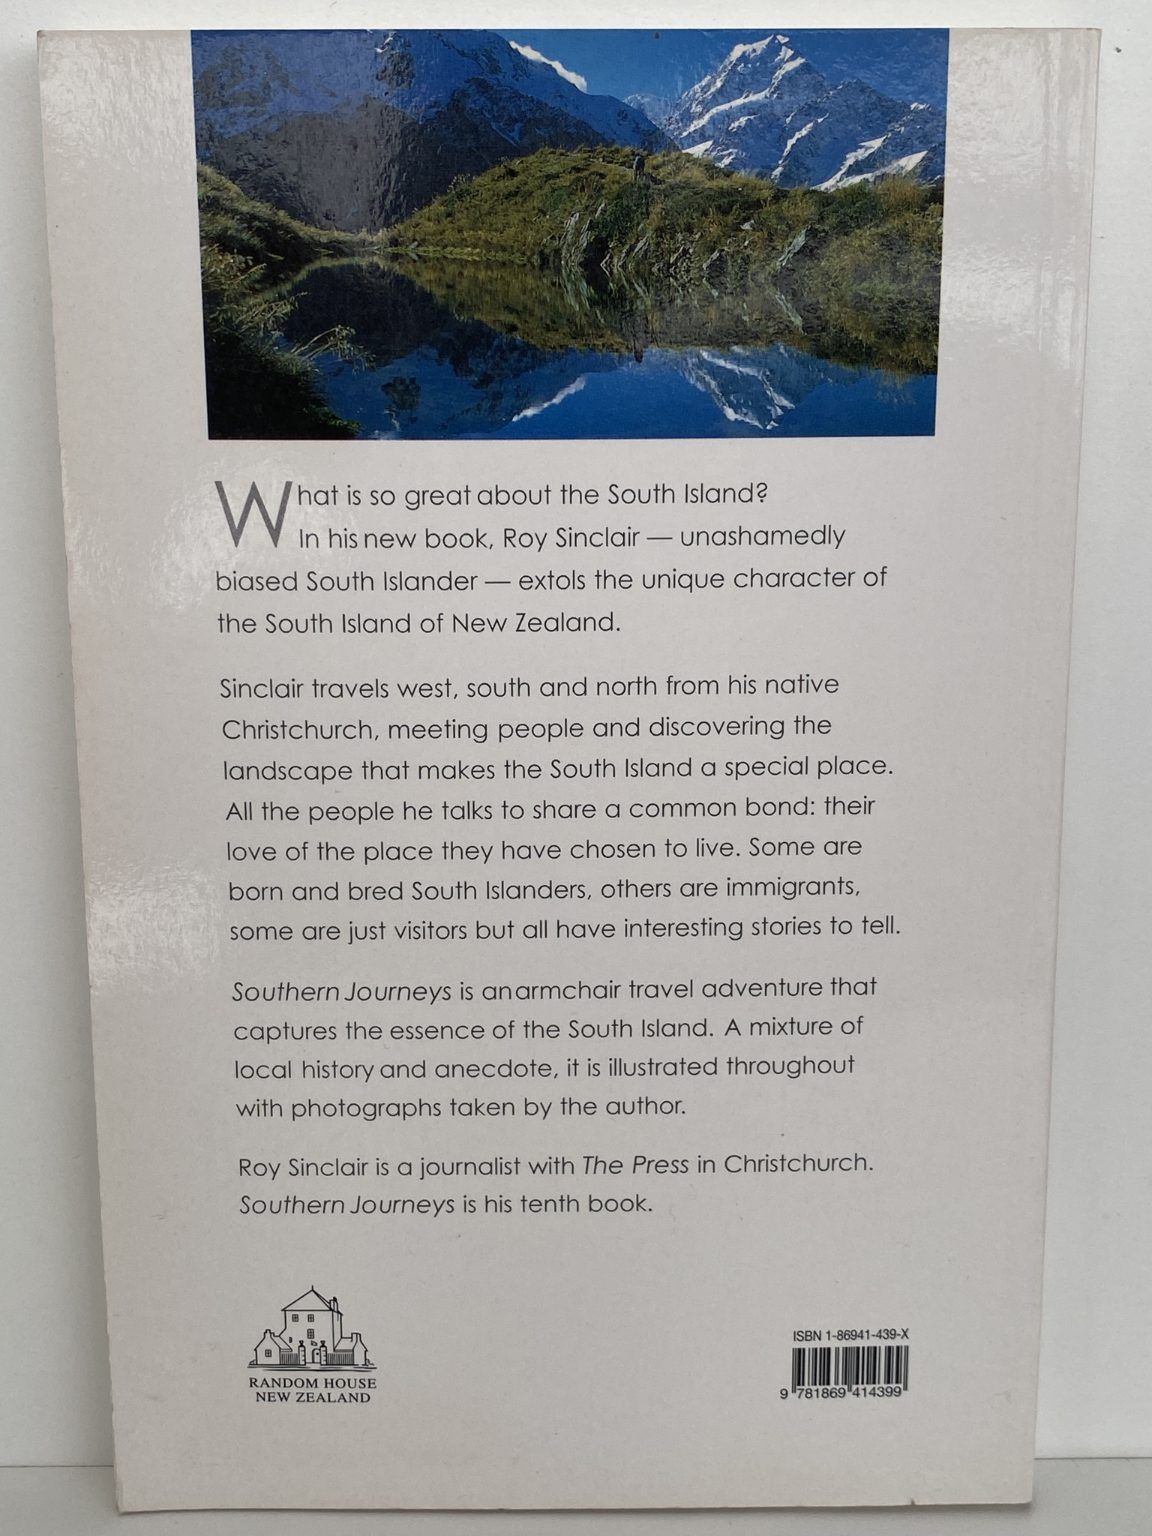 What is so great about the South Island?
In his new book, Roy Sinclair — unashamedly
biased South Islander — extols the unique character of
the South Island of New Zealand.
Sinclair travels west, south and north from his native
Christchurch, meeting people and discovering the
landscape that makes the South Island a special place.
All the people he talks to share a common bond: their
love of the place they have chosen to live. Some are
born and bred South Islanders, others are immigrants,
some are just visitors but all have interesting stories to tell.
Southern Journeys is an armchair travel adventure that
captures the essence of the South Island. A mixture of
local history and anecdote, it is illustrated throughout
with photographs taken by the author.
Roy Sinclair is a journalist with The Press in Christchurch.
Southern Journeys is his tenth book.
RANDOM HOUSE
NEW ZEALAND
ISBN 1-86941-439-X
9 781869 414399